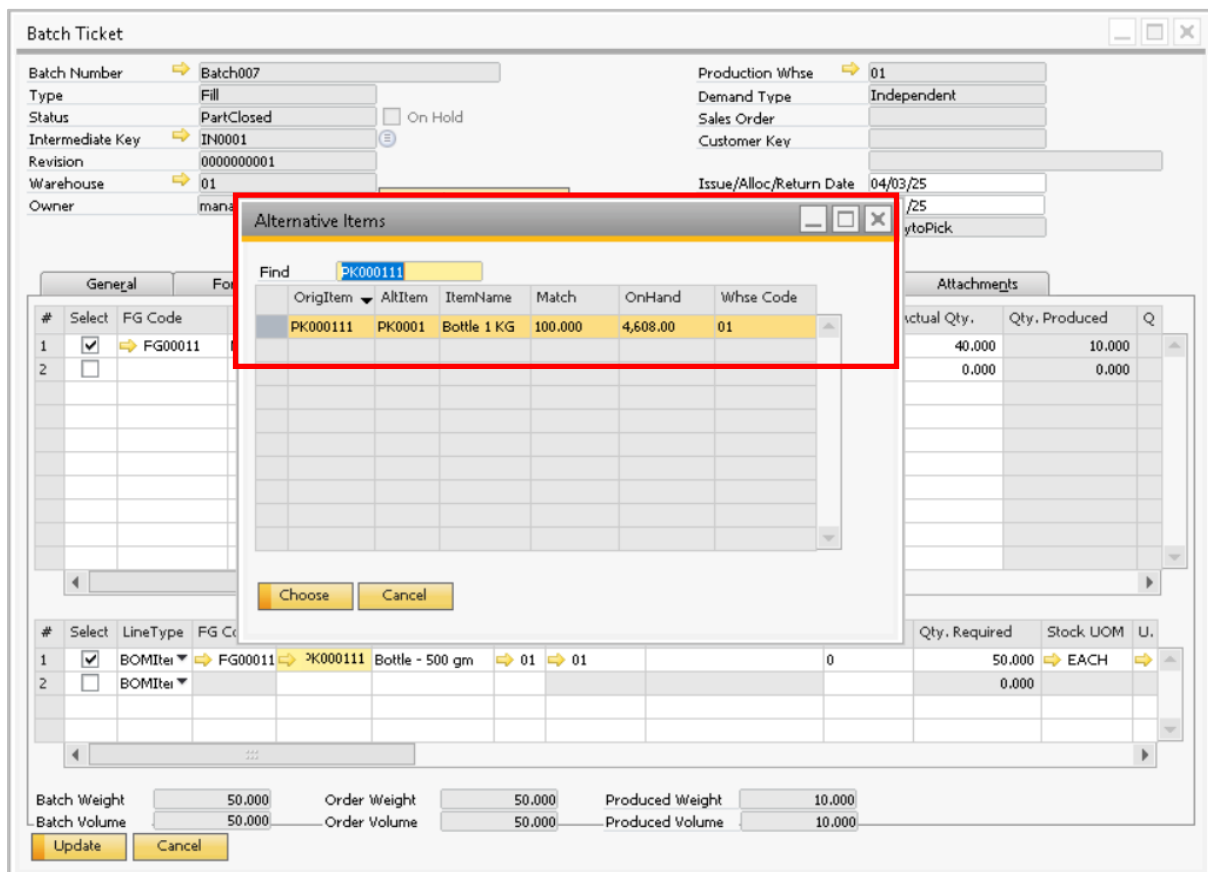 Batch Ticket
Batch Number Batch007 Production Whse 01
Type Fill Demand Type Independent
Status PartClosed On Hold Sales Order
Intermediate Key IN0001 Customer Key
Revision 0000000001
Warehouse 01 Issue/Alloc/Return Date 04/03/25
Owner mana /25
Alternative Items
ytoPick
Find PK000111
General For Attachments
OrigItem AltItem ItemName Match OnHand Whse Code
# Select FG Code Actual Qty. Qty. Produced Q
PK000111 PK0001 Bottle 1 KG 100.000 4,608.00 01
1 FG00011 40.000 10.000
2 0.000 0.000
Choose Cancel
# Select LineType FG Co Qty. Required Stock UOM U.
1 BOMIter FG00011 PK000111 Bottle - 500 gm 01 01 0 50.000 EACH
2 BOMIter 0.000
Batch Weight 50.000 Order Weight 50.000 Produced Weight 10.000
Batch Volume 50.000 Order Volume 50.000 Produced Volume 10.000
Update Cancel